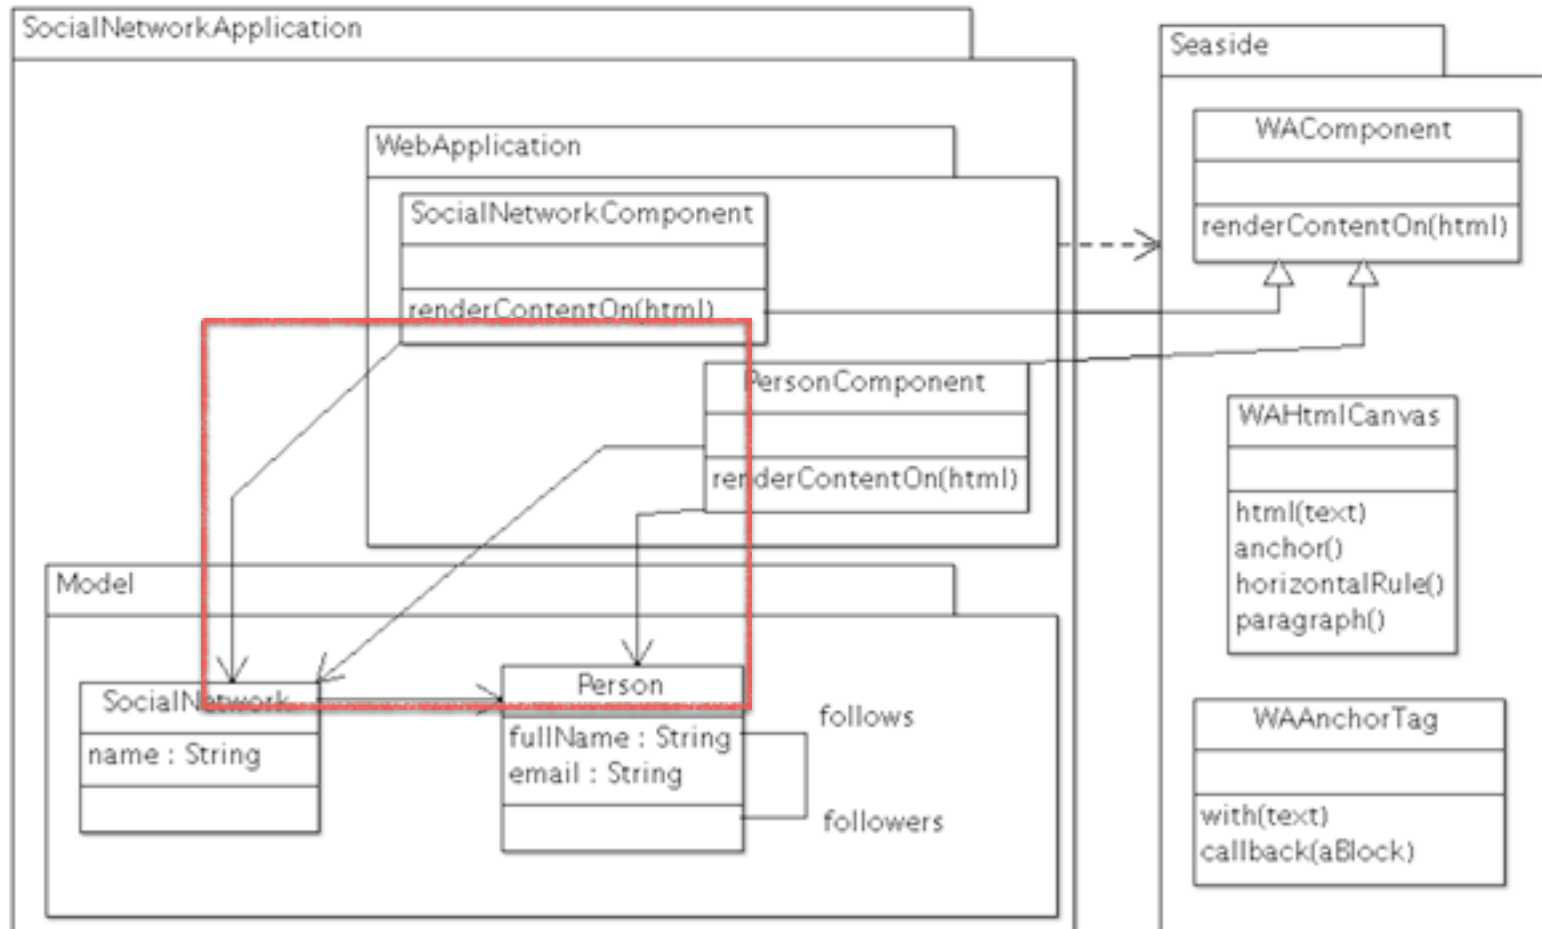 SocialNetworkApplication
WebApplication
SocialNetworkComponent
renderContentOn(html)
PersonComponent
renderContentOn(html)
Model
SocialNetwork
name : String
Person
fullName : String
email : String
follows
followers
Seaside
WAComponent
renderContentOn(html)
WAHtmlCanvas
html(text)
anchor()
horizontalRule()
paragraph()
WAAnchorTag
with(text)
callback(aBlock)